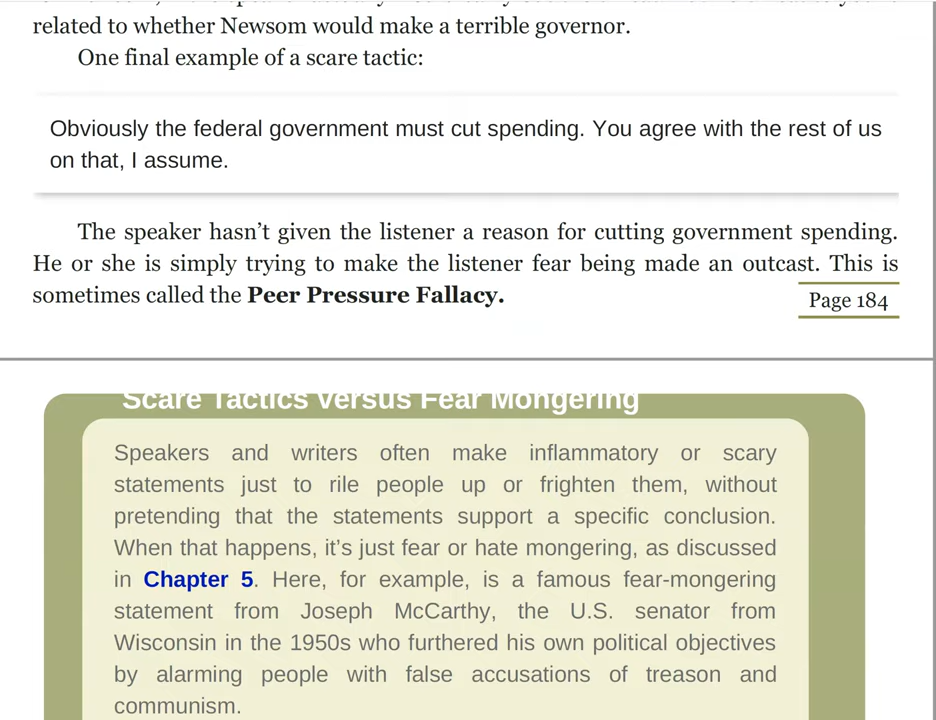 related to whether Newsom would make a terrible governor.
One final example of a scare tactic:
Obviously the federal government must cut spending. You agree with the rest of us
on that, I assume.
The speaker hasn’t given the listener a reason for cutting government spending.
He or she is simply trying to make the listener fear being made an outcast. This is
sometimes called the Peer Pressure Fallacy.
Page 184
Scare Tactics Versus Fear Mongering
Speakers and writers often make inflammatory or scary
statements just to rile people up or frighten them, without
pretending that the statements support a specific conclusion.
When that happens, it’s just fear or hate mongering, as discussed
in Chapter 5. Here, for example, is a famous fear-mongering
statement from Joseph McCarthy, the U.S. senator from
Wisconsin in the 1950s who furthered his own political objectives
by alarming people with false accusations of treason and
communism.